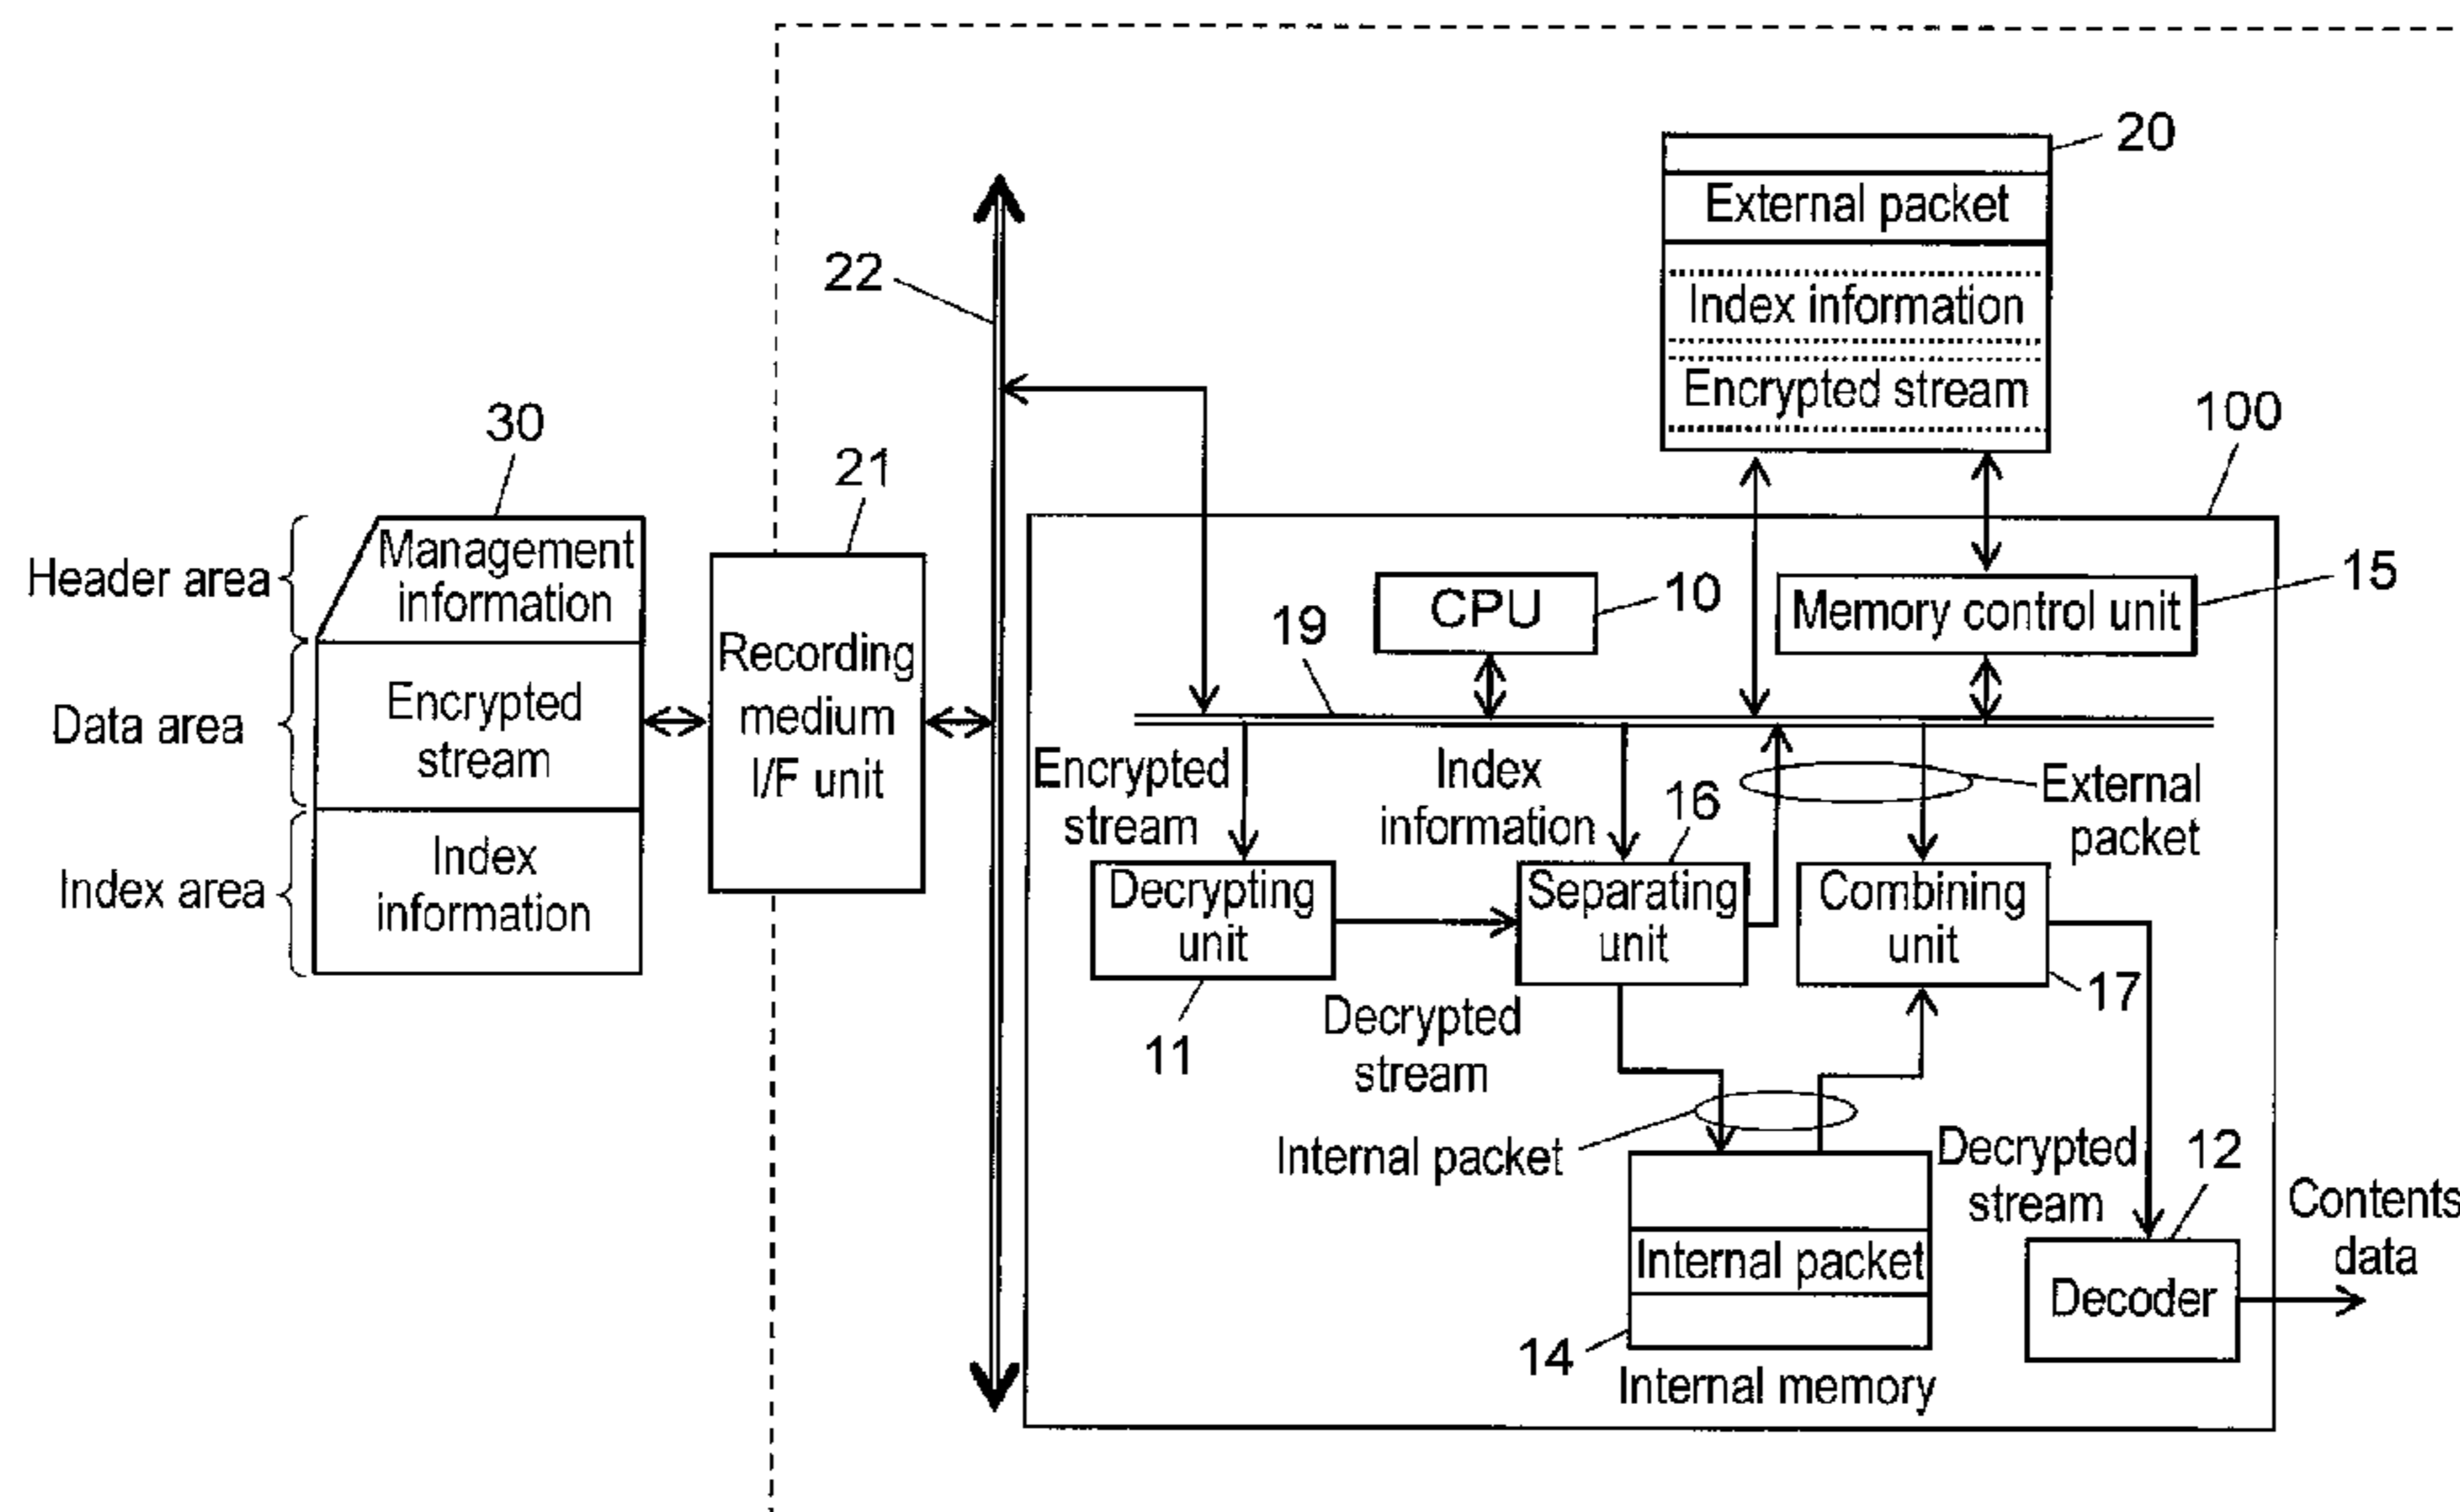 20
External packet
22
Index information
Encrypted stream
30
100
21
Management
information
Header area
CPU
10
Memory control unit
15
19
Recording
medium
I/F unit
Encrypted
stream
Data area
Encrypted
stream
Index
information
16
External
packet
Index
information
Index area
Decrypting
unit
Separating
unit
Combining
unit
17
11
Decrypted
stream
Internal packet
Decrypted
stream
12
Contents
data
Internal packet
Decoder
14
Internal memory